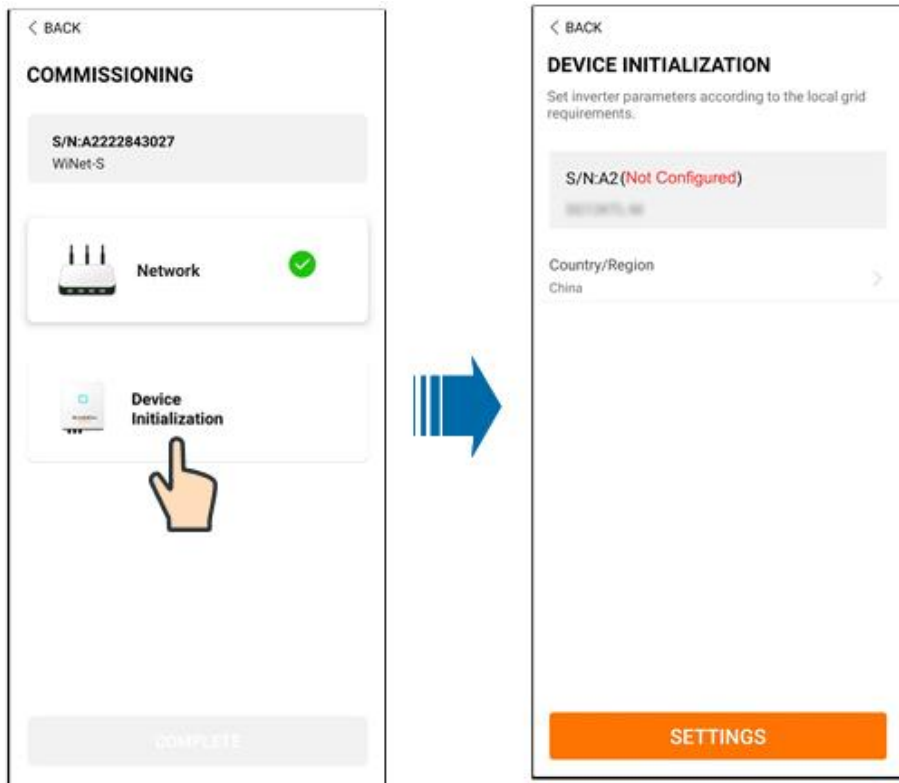 < BACK
COMMISSIONING
S/N:A2222843027
WiNet-S
Network
Device
Initialization
COMPLETE
< BACK
DEVICE INITIALIZATION
Set inverter parameters according to the local grid
requirements.
S/N:A2(Not Configured)
Country/Region
China
SETTINGS